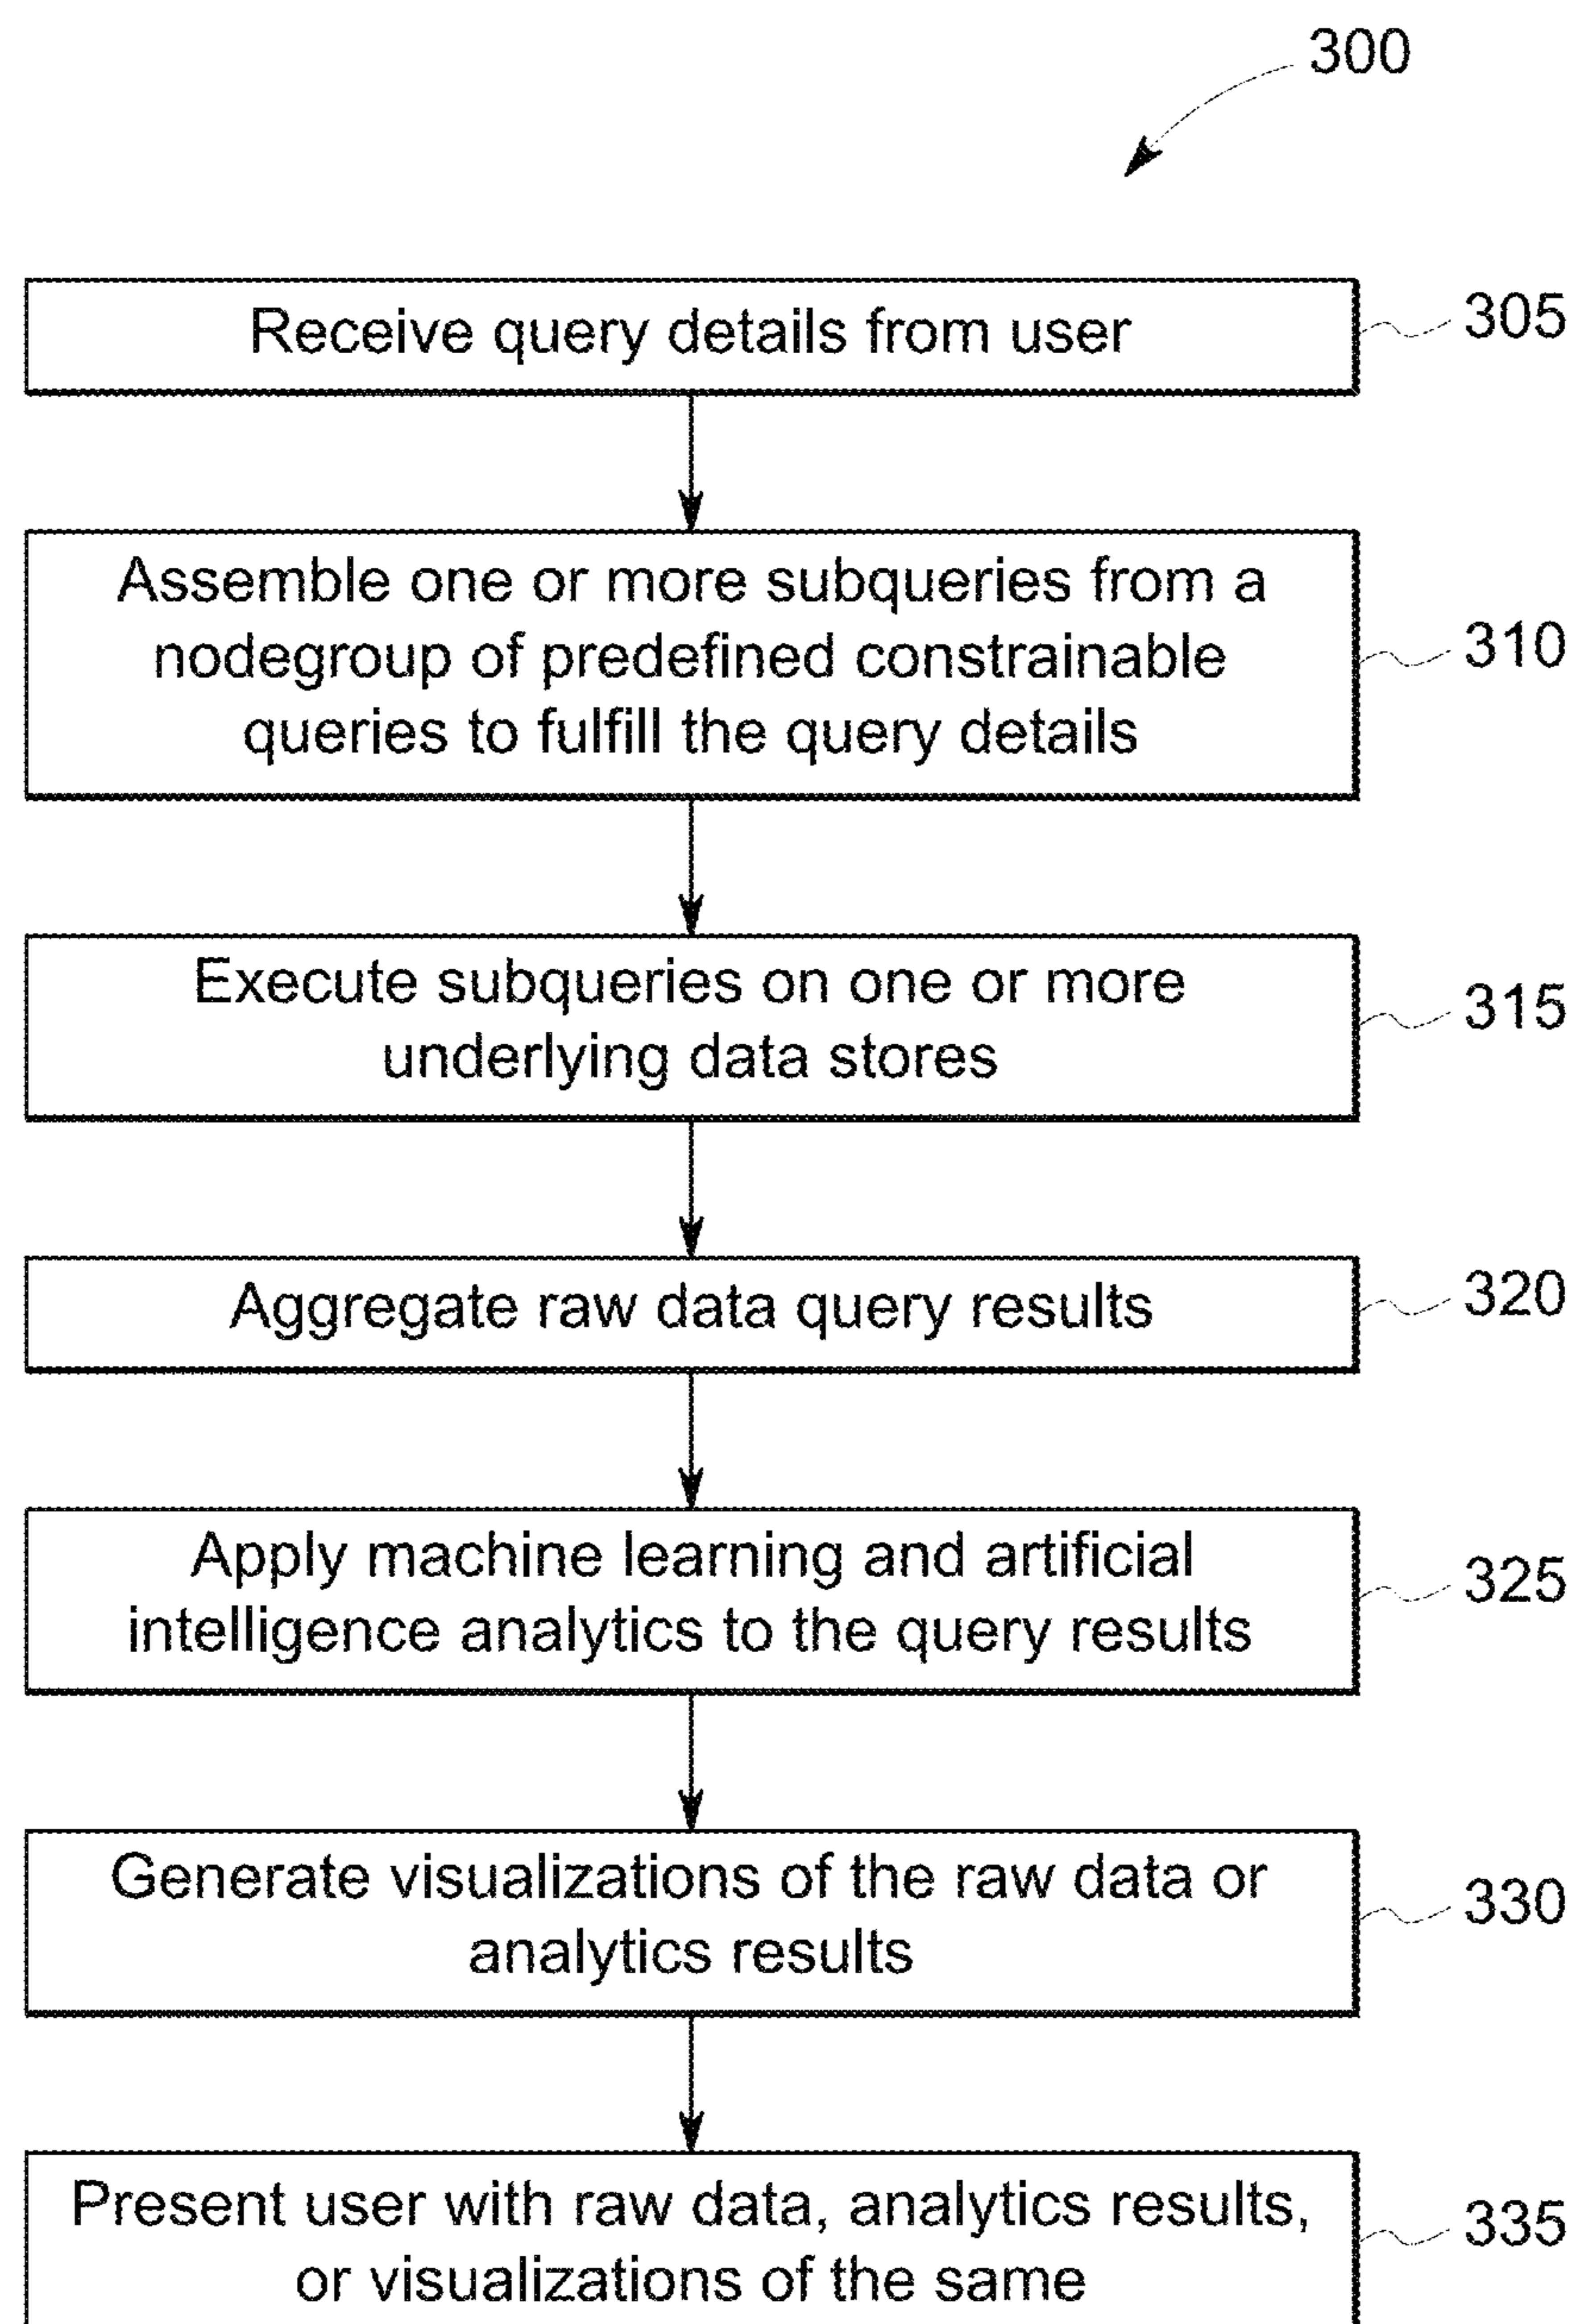 300
Receive query details from user
305
Assemble one or more subqueries from a
nodegroup of predefined constrainable
queries to fulfill the query details
310
Execute subqueries on one or more
underlying data stores
315
Aggregate raw data query results
320
Apply machine learning and artificial
intelligence analytics to the query results
325
Generate visualizations of the raw data or
analytics results
330
Present user with raw data, analytics results,
or visualizations of the same
335